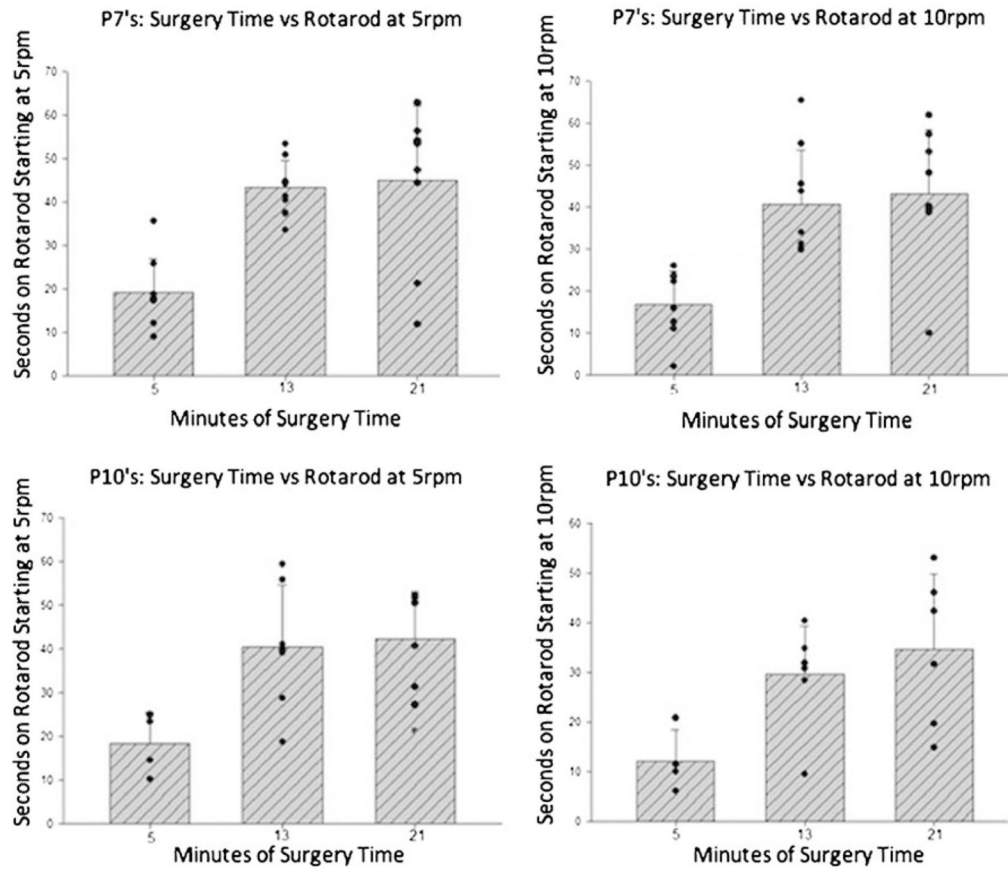 P7's: Surgery Time vs Rotarod at 5rpm
Seconds on Rotarod Starting at 5rpm
70
60
50
40
30
20
10
0
5 13 21
Minutes of Surgery Time
P7's: Surgery Time vs Rotarod at 10rpm
Seconds on Rotarod Starting at 10rpm
70
60
50
40
30
20
10
0
5 13 21
Minutes of Surgery Time
P10's: Surgery Time vs Rotarod at 5rpm
Seconds on Rotarod Starting at 5rpm
70
60
50
40
30
20
10
0
5 13 21
Minutes of Surgery Time
P10's: Surgery Time vs Rotarod at 10rpm
Seconds on Rotarod Starting at 10rpm
60
50
40
30
20
10
0
5 13 21
Minutes of Surgery Time